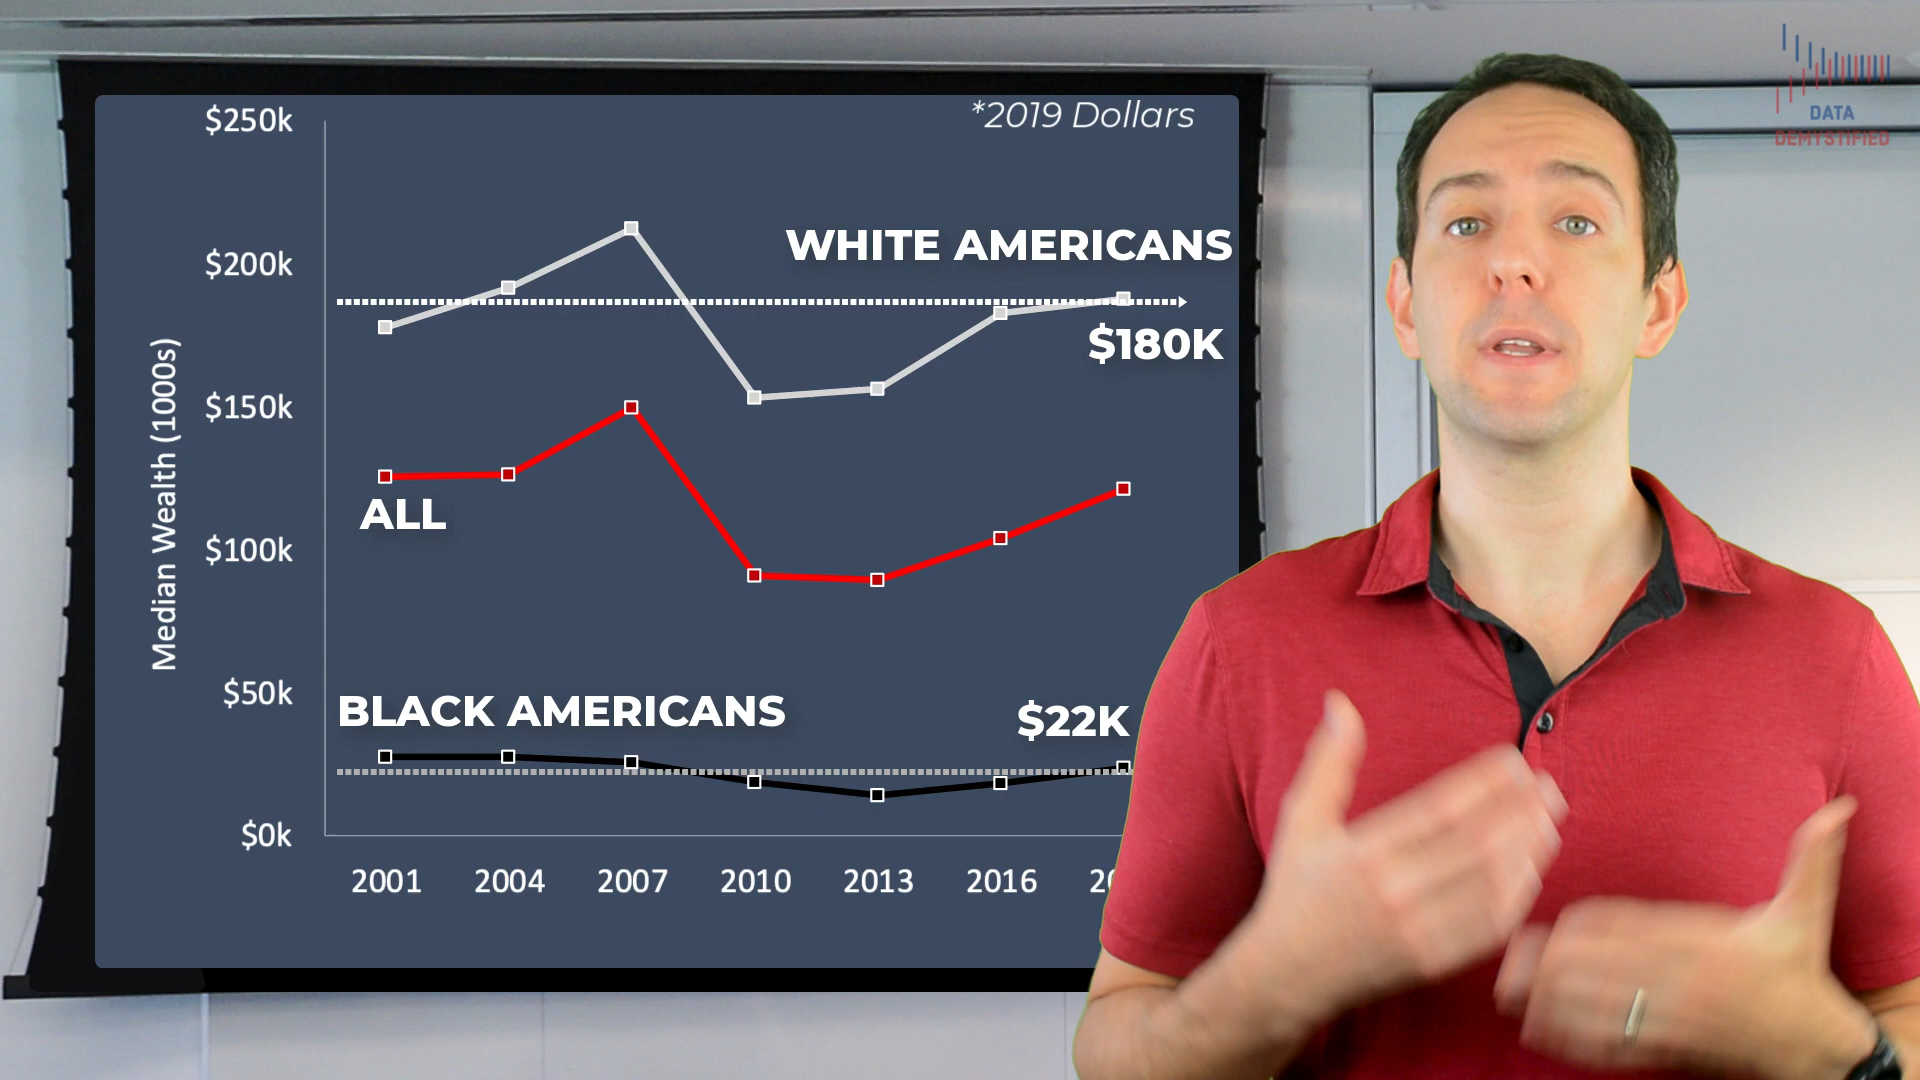 *2019 Dollars
$250k
$200k
$150k
$100k
$50k
$0k
Median Wealth (1000s)
WHITE AMERICANS
$180K
ALL
BLACK AMERICANS
$22K
2001 2004 2007 2010 2013 2016
DATA
DEMYSTIFIED